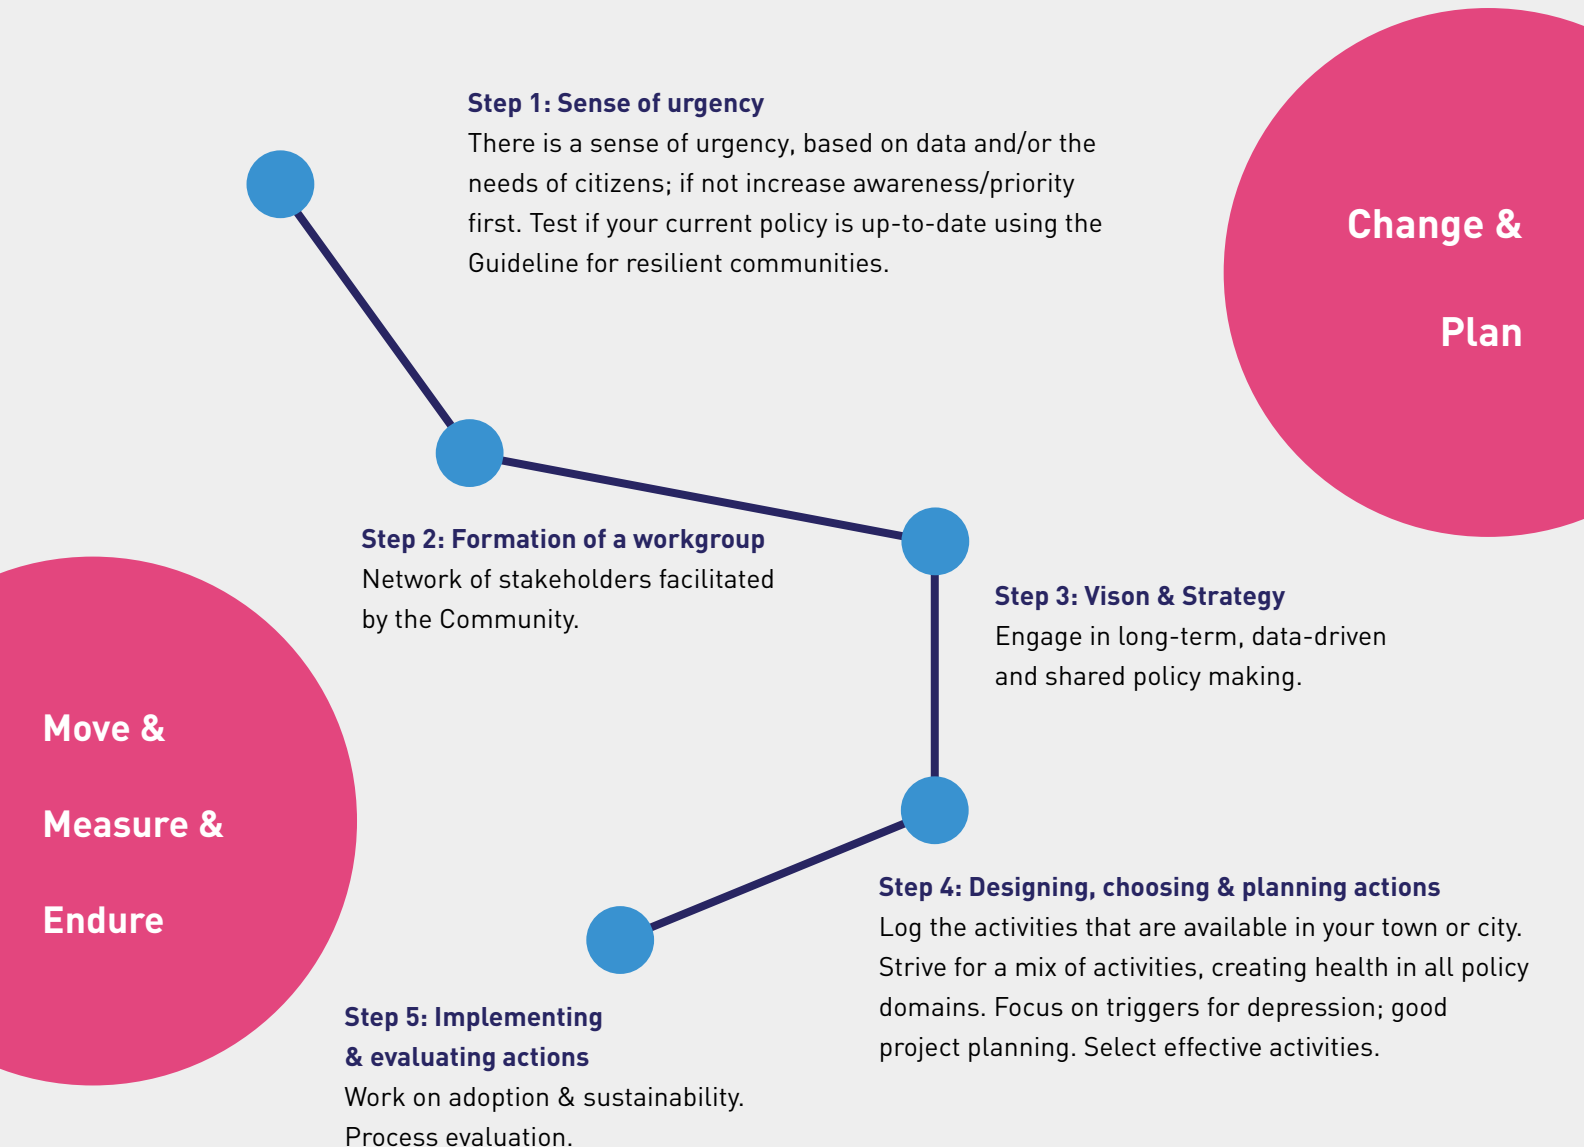 Step 1: Sense of urgency
There is a sense of urgency, based on data and/or the
needs of citizens; if not increase awareness/priority
first. Test if your current policy is up-to-date using the
Guideline for resilient communities.
Change &
Plan
Step 2: Formation of a workgroup
Network of stakeholders facilitated
by the Community.
Step 3: Vison & Strategy
Engage in long-term, data-driven
and shared policy making.
Move &
Measure &
Endure
Step 4: Designing, choosing & planning actions
Log the activities that are available in your town or city.
Strive for a mix of activities, creating health in all policy
domains. Focus on triggers for depression; good
project planning. Select effective activities.
Step 5: Implementing
& evaluating actions
Work on adoption & sustainability.
Process evaluation.